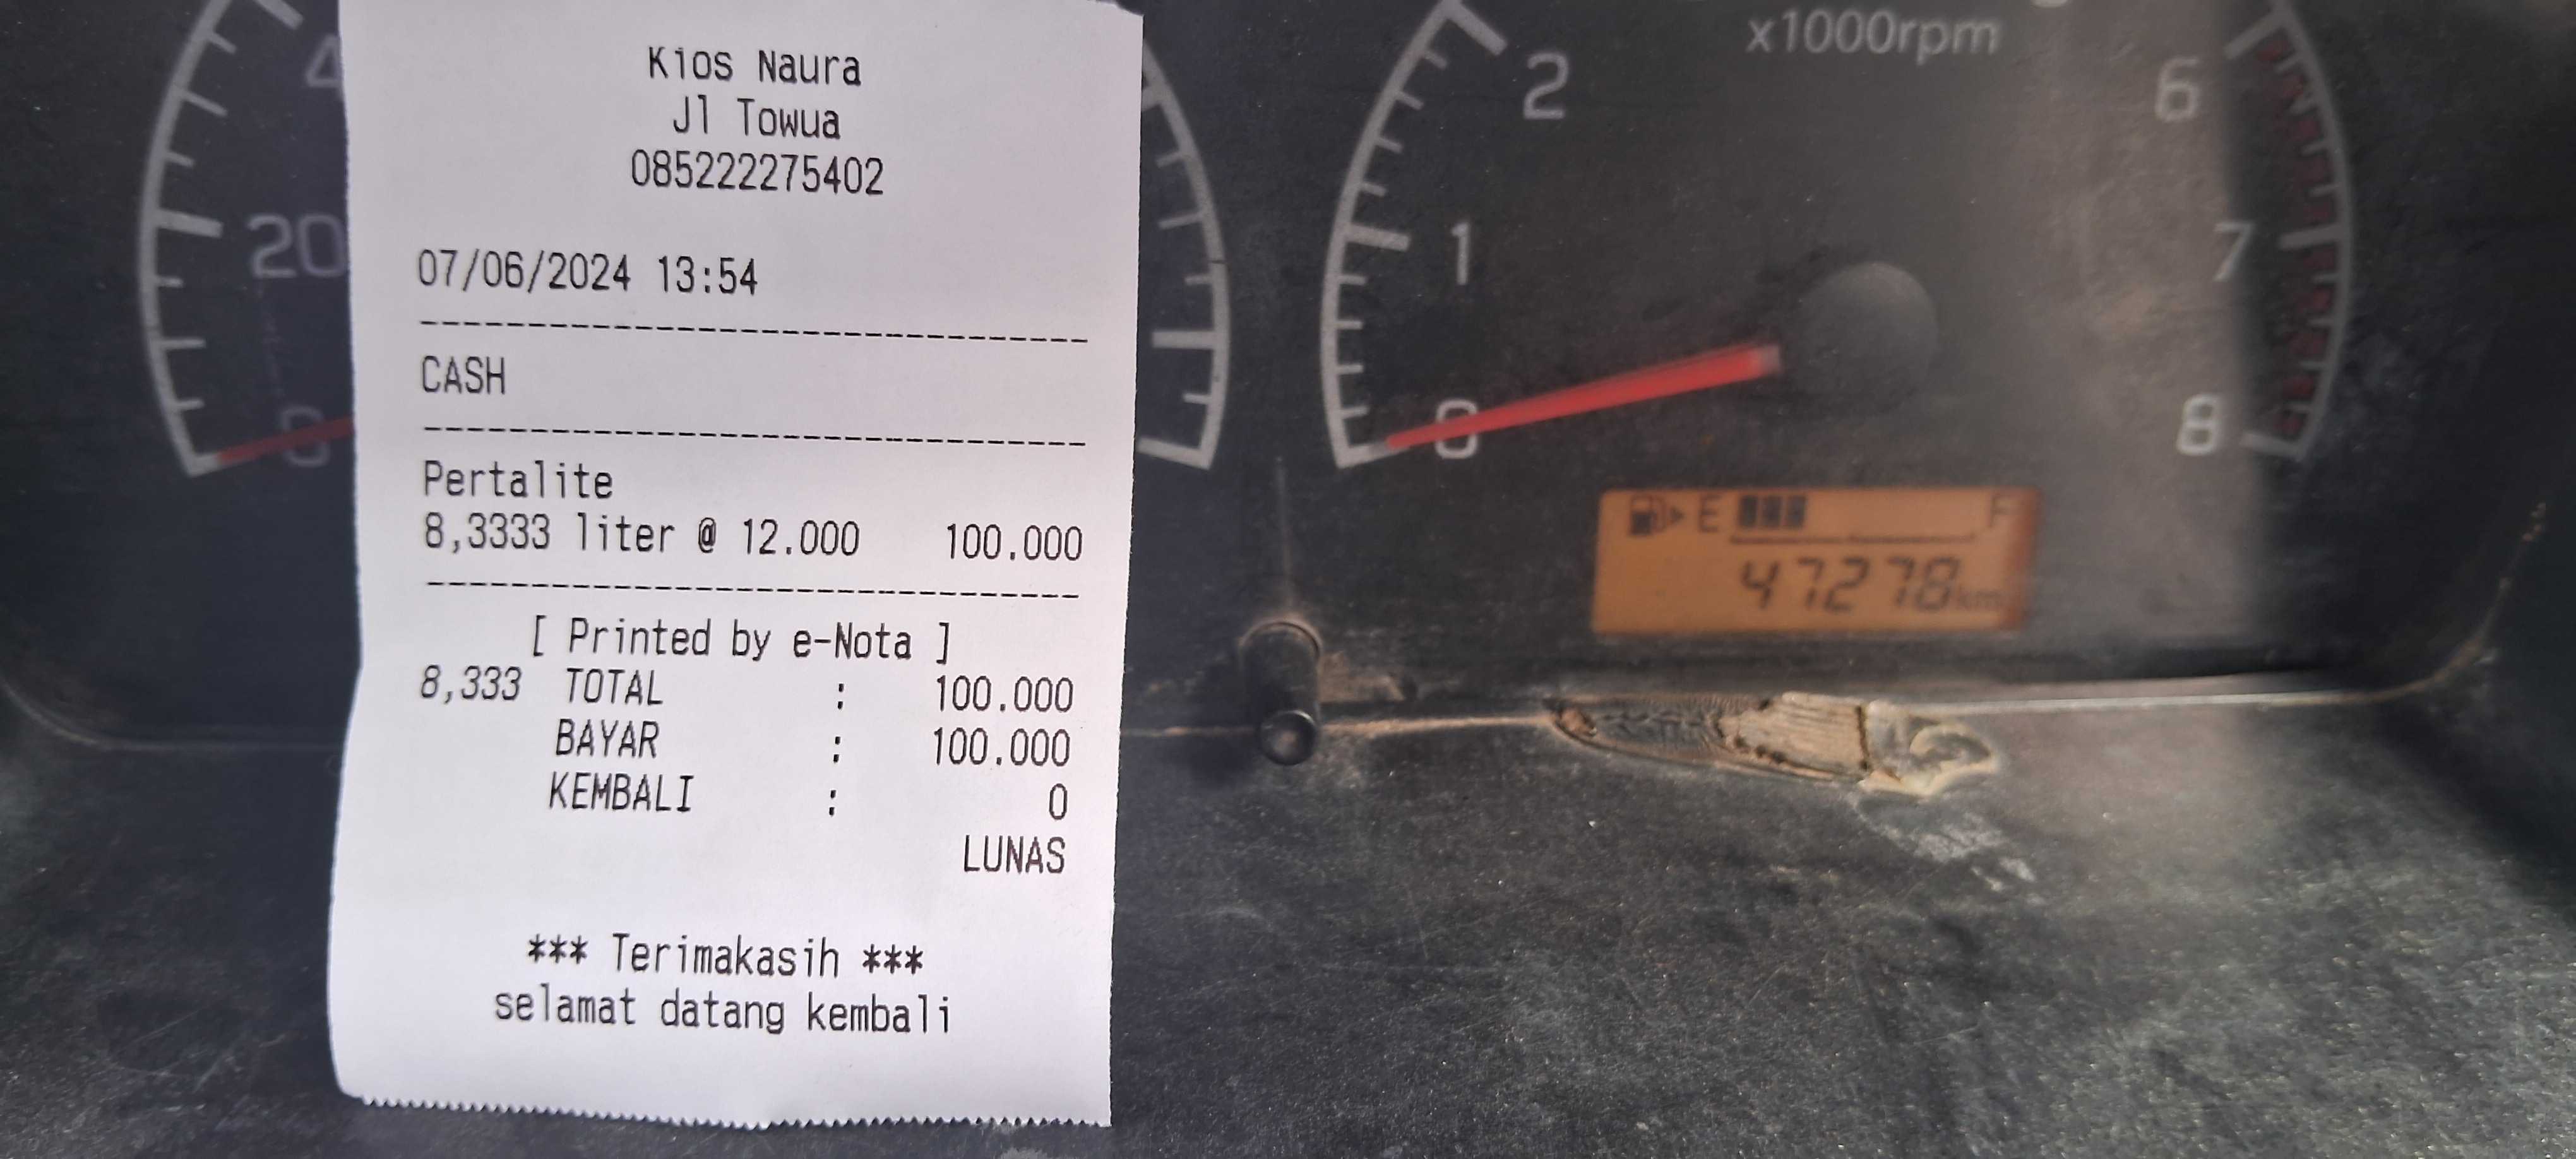 Kios Naura
Jl Towua
085222275402
07/06/2024 13:54
--------------------------------
CASH
--------------------------------
Pertalite
8,3333 liter @ 12.000 100.000
--------------------------------
[ Printed by e-Nota ]
8,333 TOTAL : 100.000
BAYAR : 100.000
KEMBALI : 0
LUNAS
*** Terimakasih ***
selamat datang kembali
20
0
x1000rpm
2
6
1
7
0
8
E F
47278km